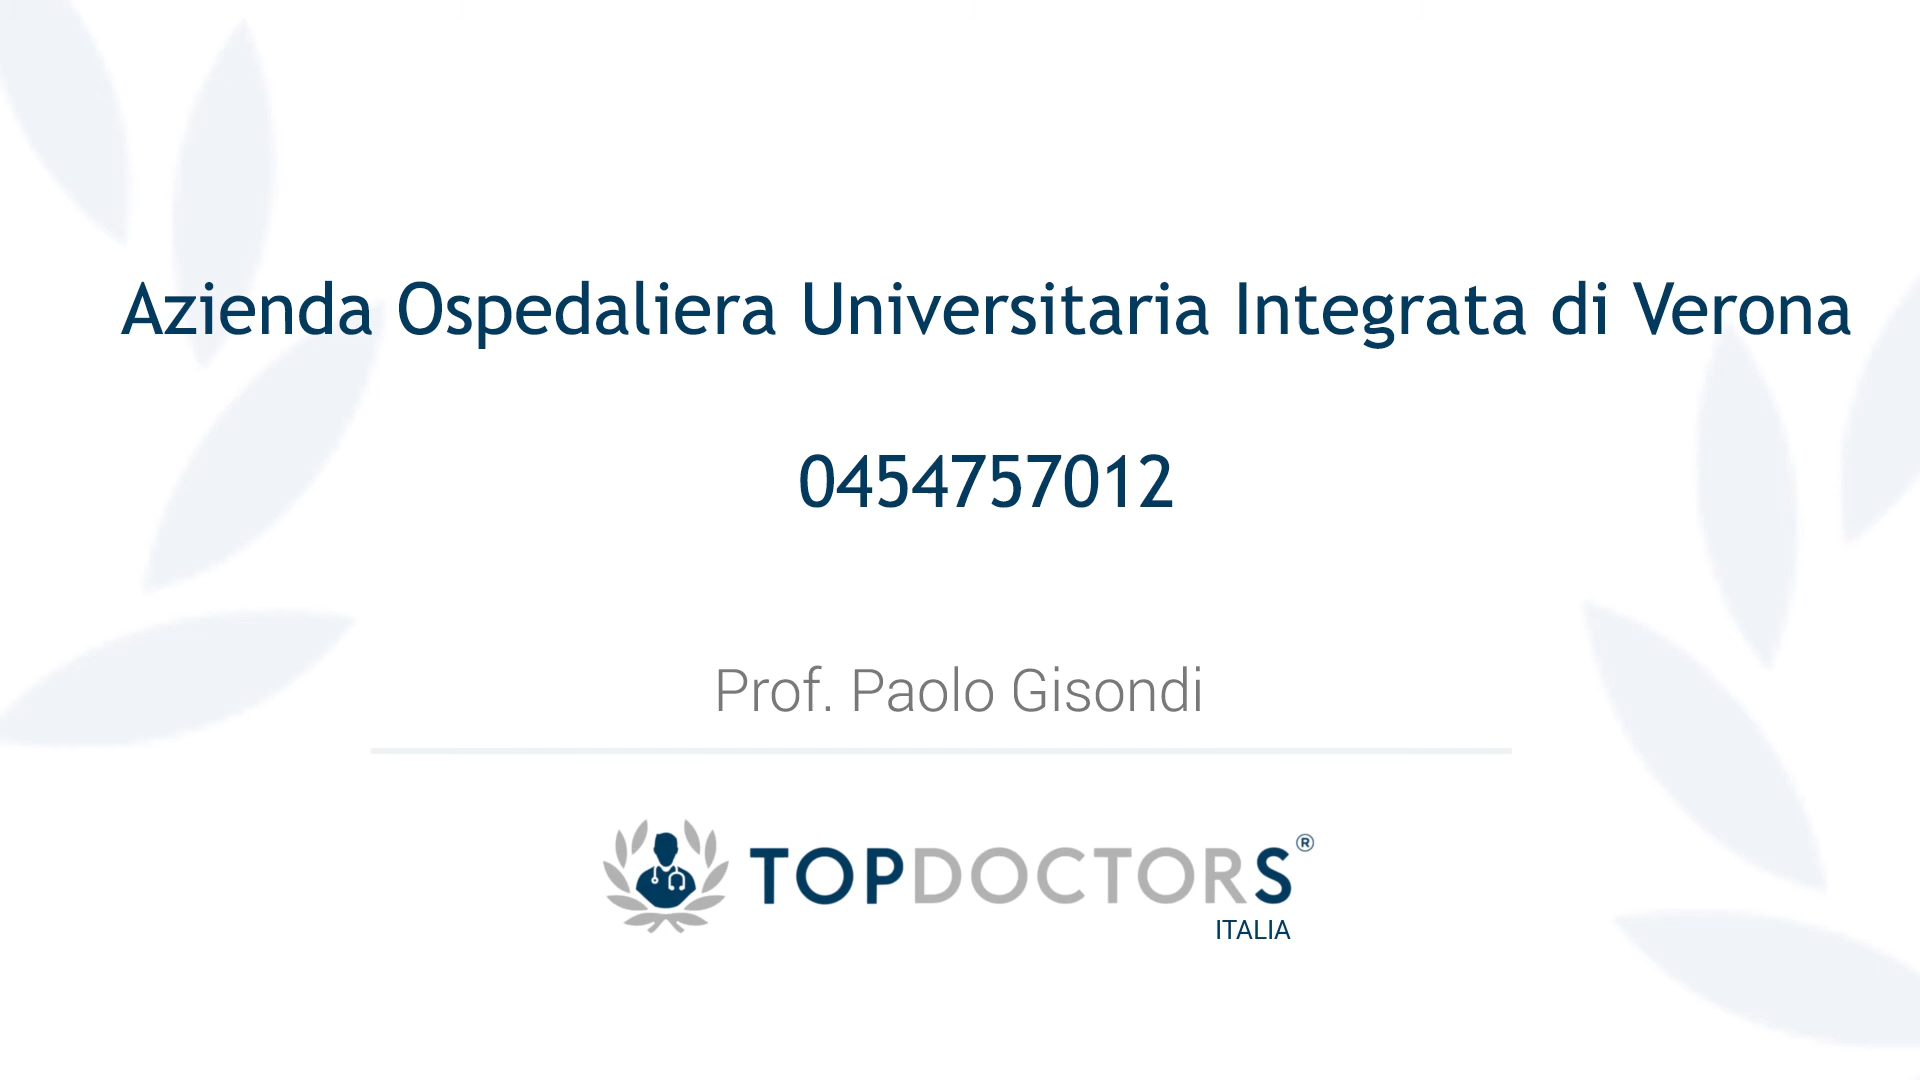 Azienda Ospedaliera Universitaria Integrata di Verona
0454757012
Prof. Paolo Gisondi
TOPDOCTORS®
ITALIA